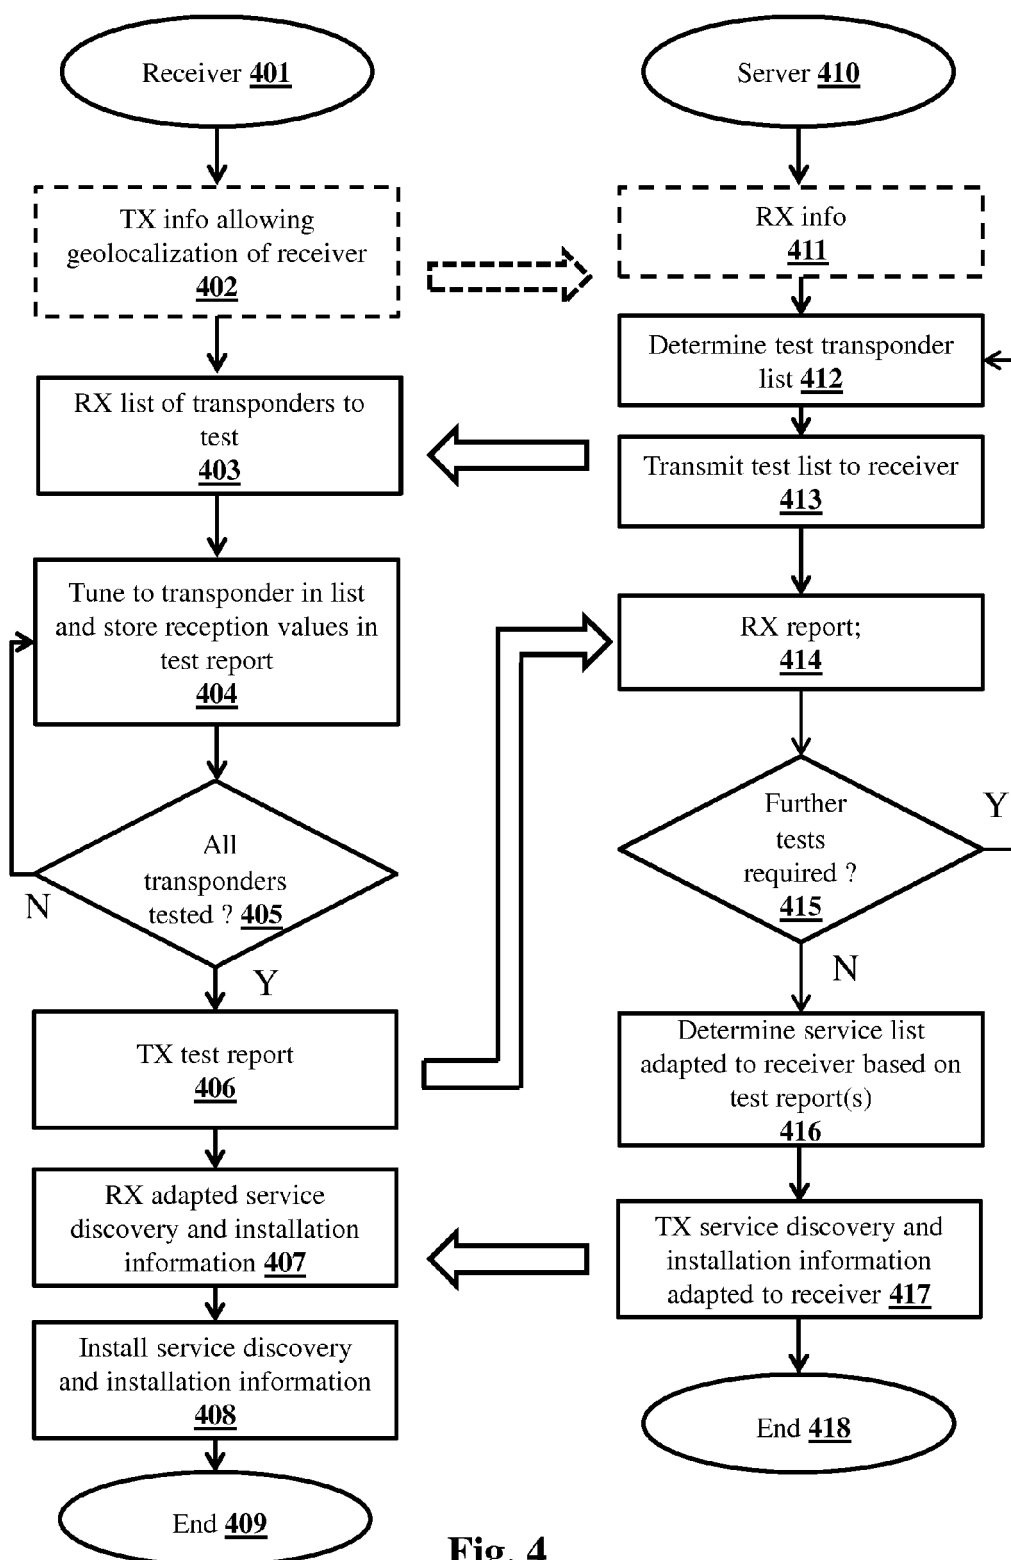 Receiver 401
TX info allowing
geolocalization of receiver
402
RX list of transponders to
test
403
Tune to transponder in list
and store reception values in
test report
404
All
transponders
tested ? 405
N
Y
TX test report
406
RX adapted service
discovery and installation
information 407
Install service discovery
and installation information
408
End 409
Server 410
RX info
411
Determine test transponder
list 412
Transmit test list to receiver
413
RX report;
414
Further
tests
required ?
415
Y
N
Determine service list
adapted to receiver based on
test report(s)
416
TX service discovery and
installation information
adapted to receiver 417
End 418
Fig. 4